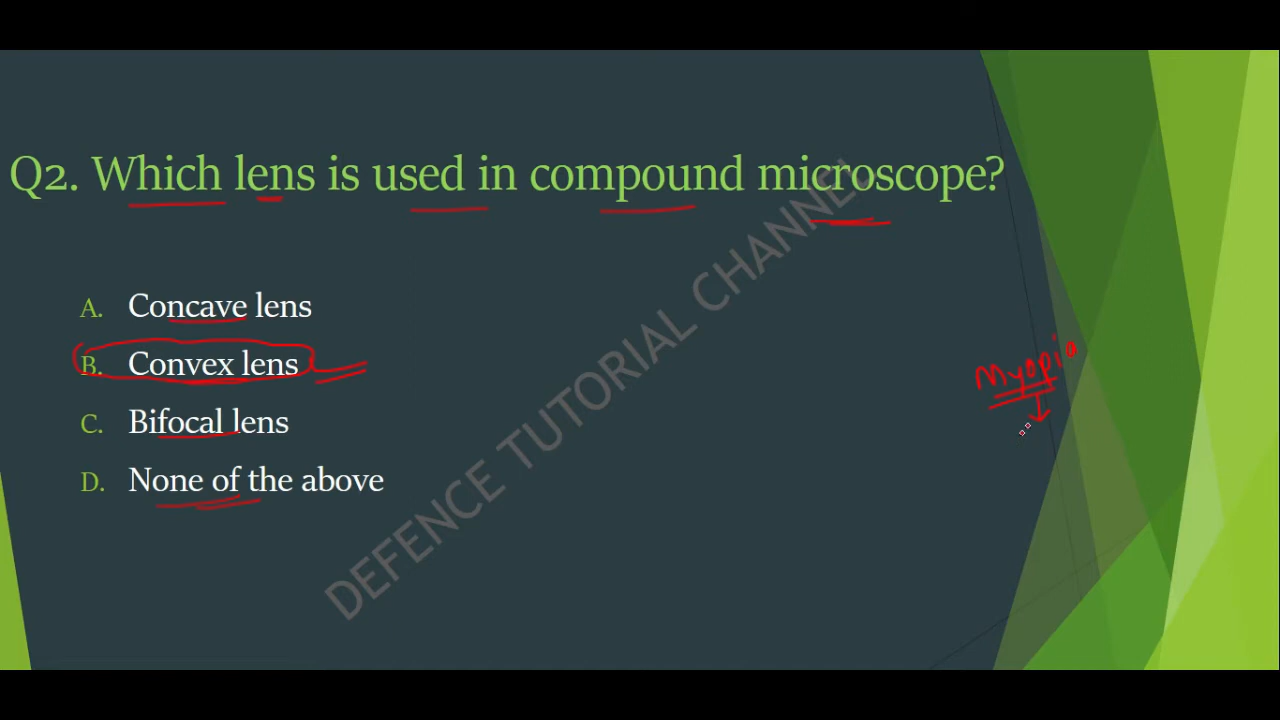 Q2. Which lens is used in compound microscope?
A. Concave lens
B. Convex lens
C. Bifocal lens
D. None of the above
Myopia
DEFENCE TUTORIAL CHANNEL